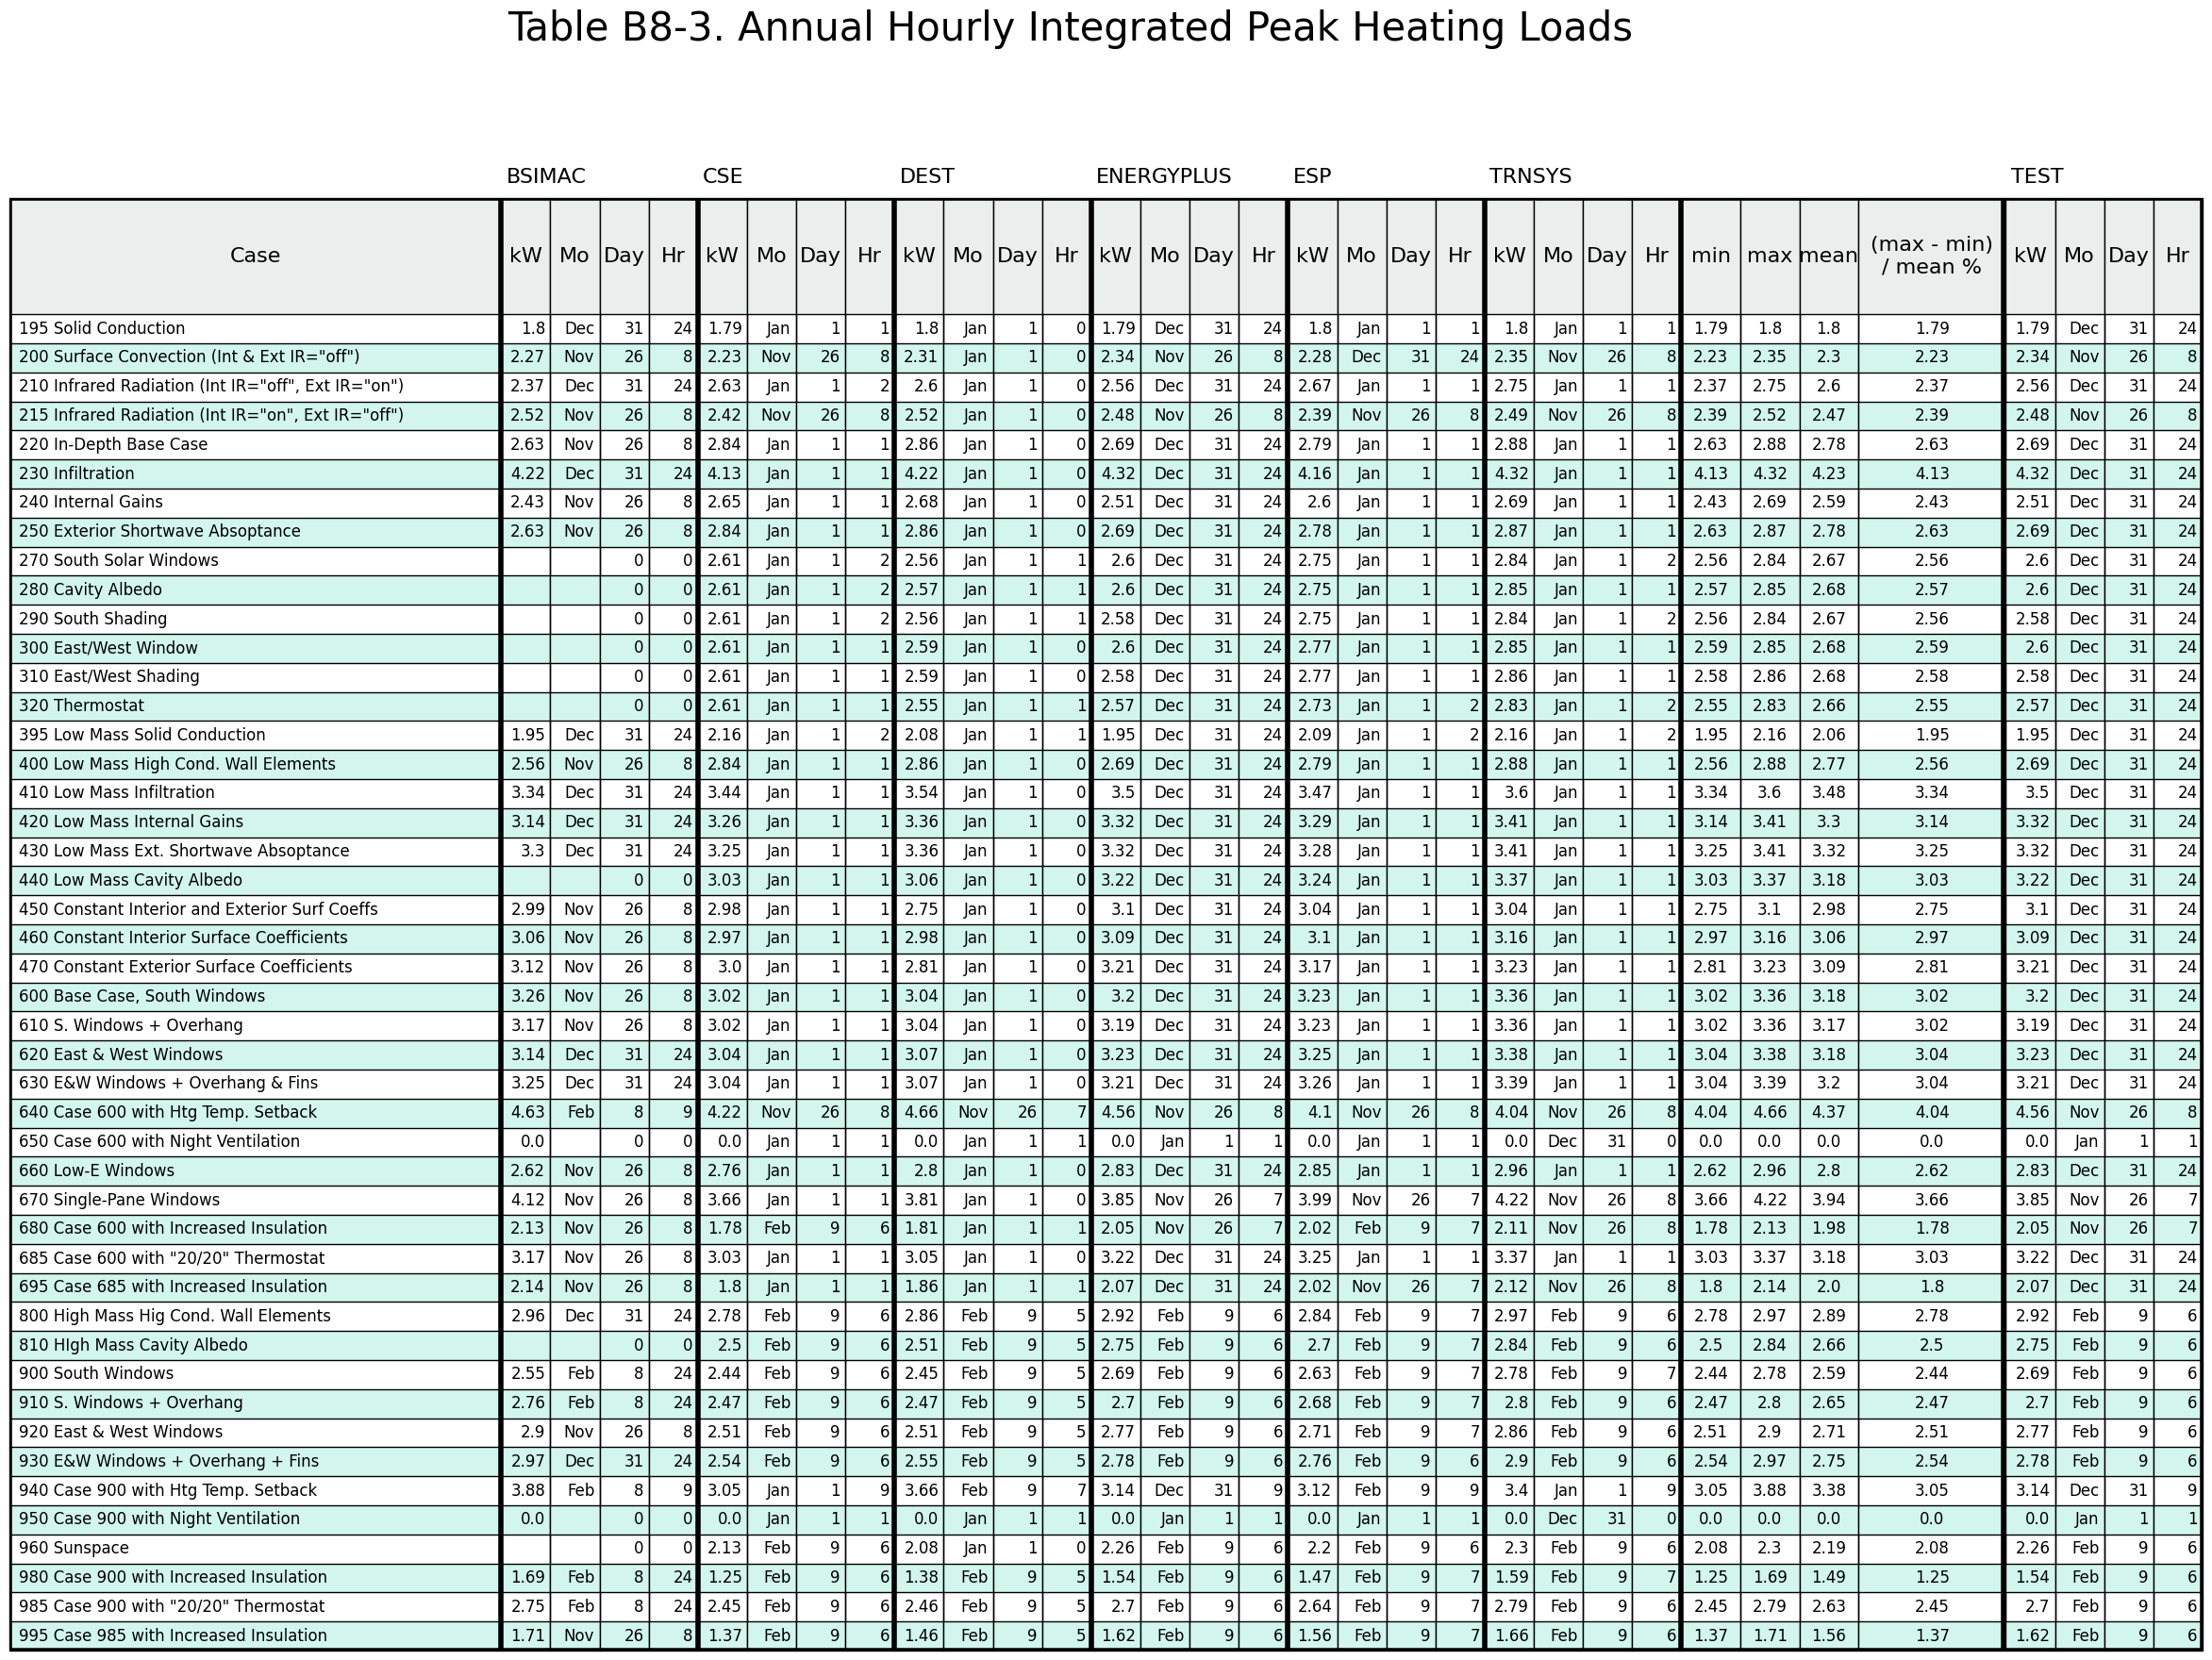 Table B8-3. Annual Hourly Integrated Peak Heating Loads
BSIMAC CSE DEST ENERGYPLUS ESP TRNSYS TEST
Case kW Mo Day Hr kW Mo Day Hr kW Mo Day Hr kW Mo Day Hr kW Mo Day Hr kW Mo Day Hr min max mean (max - min) / mean % kW Mo Day Hr
195 Solid Conduction 1.8 Dec 31 24 1.79 Jan 1 1 1.8 Jan 1 0 1.79 Dec 31 24 1.8 Jan 1 1 1.8 Jan 1 1 1.79 1.8 1.8 1.79 1.79 Dec 31 24
200 Surface Convection (Int & Ext IR="off") 2.27 Nov 26 8 2.23 Nov 26 8 2.31 Jan 1 0 2.34 Nov 26 8 2.28 Dec 31 24 2.35 Nov 26 8 2.23 2.35 2.3 2.23 2.34 Nov 26 8
210 Infrared Radiation (Int IR="off", Ext IR="on") 2.37 Dec 31 24 2.63 Jan 1 2 2.6 Jan 1 0 2.56 Dec 31 24 2.67 Jan 1 1 2.75 Jan 1 1 2.37 2.75 2.6 2.37 2.56 Dec 31 24
215 Infrared Radiation (Int IR="on", Ext IR="off") 2.52 Nov 26 8 2.42 Nov 26 8 2.52 Jan 1 0 2.48 Nov 26 8 2.39 Nov 26 8 2.49 Nov 26 8 2.39 2.52 2.47 2.39 2.48 Nov 26 8
220 In-Depth Base Case 2.63 Nov 26 8 2.84 Jan 1 1 2.86 Jan 1 0 2.69 Dec 31 24 2.79 Jan 1 1 2.88 Jan 1 1 2.63 2.88 2.78 2.63 2.69 Dec 31 24
230 Infiltration 4.22 Dec 31 24 4.13 Jan 1 1 4.22 Jan 1 0 4.32 Dec 31 24 4.16 Jan 1 1 4.32 Jan 1 1 4.13 4.32 4.23 4.13 4.32 Dec 31 24
240 Internal Gains 2.43 Nov 26 8 2.65 Jan 1 1 2.68 Jan 1 0 2.51 Dec 31 24 2.6 Jan 1 1 2.69 Jan 1 1 2.43 2.69 2.59 2.43 2.51 Dec 31 24
250 Exterior Shortwave Absoptance 2.63 Nov 26 8 2.84 Jan 1 1 2.86 Jan 1 0 2.69 Dec 31 24 2.78 Jan 1 1 2.87 Jan 1 1 2.63 2.87 2.78 2.63 2.69 Dec 31 24
270 South Solar Windows 0 0 2.61 Jan 1 2 2.56 Jan 1 1 2.6 Dec 31 24 2.75 Jan 1 1 2.84 Jan 1 2 2.56 2.84 2.67 2.56 2.6 Dec 31 24
280 Cavity Albedo 0 0 2.61 Jan 1 2 2.57 Jan 1 1 2.6 Dec 31 24 2.75 Jan 1 1 2.85 Jan 1 1 2.57 2.85 2.68 2.57 2.6 Dec 31 24
290 South Shading 0 0 2.61 Jan 1 2 2.56 Jan 1 1 2.58 Dec 31 24 2.75 Jan 1 1 2.84 Jan 1 2 2.56 2.84 2.67 2.56 2.58 Dec 31 24
300 East/West Window 0 0 2.61 Jan 1 1 2.59 Jan 1 0 2.6 Dec 31 24 2.77 Jan 1 1 2.85 Jan 1 1 2.59 2.85 2.68 2.59 2.6 Dec 31 24
310 East/West Shading 0 0 2.61 Jan 1 1 2.59 Jan 1 0 2.58 Dec 31 24 2.77 Jan 1 1 2.86 Jan 1 1 2.58 2.86 2.68 2.58 2.58 Dec 31 24
320 Thermostat 0 0 2.61 Jan 1 1 2.55 Jan 1 1 2.57 Dec 31 24 2.73 Jan 1 2 2.83 Jan 1 2 2.55 2.83 2.66 2.55 2.57 Dec 31 24
395 Low Mass Solid Conduction 1.95 Dec 31 24 2.16 Jan 1 2 2.08 Jan 1 1 1.95 Dec 31 24 2.09 Jan 1 2 2.16 Jan 1 2 1.95 2.16 2.06 1.95 1.95 Dec 31 24
400 Low Mass High Cond. Wall Elements 2.56 Nov 26 8 2.84 Jan 1 1 2.86 Jan 1 0 2.69 Dec 31 24 2.79 Jan 1 1 2.88 Jan 1 1 2.56 2.88 2.77 2.56 2.69 Dec 31 24
410 Low Mass Infiltration 3.34 Dec 31 24 3.44 Jan 1 1 3.54 Jan 1 0 3.5 Dec 31 24 3.47 Jan 1 1 3.6 Jan 1 1 3.34 3.6 3.48 3.34 3.5 Dec 31 24
420 Low Mass Internal Gains 3.14 Dec 31 24 3.26 Jan 1 1 3.36 Jan 1 0 3.32 Dec 31 24 3.29 Jan 1 1 3.41 Jan 1 1 3.14 3.41 3.3 3.14 3.32 Dec 31 24
430 Low Mass Ext. Shortwave Absoptance 3.3 Dec 31 24 3.25 Jan 1 1 3.36 Jan 1 0 3.32 Dec 31 24 3.28 Jan 1 1 3.41 Jan 1 1 3.25 3.41 3.32 3.25 3.32 Dec 31 24
440 Low Mass Cavity Albedo 0 0 3.03 Jan 1 1 3.06 Jan 1 0 3.22 Dec 31 24 3.24 Jan 1 1 3.37 Jan 1 1 3.03 3.37 3.18 3.03 3.22 Dec 31 24
450 Constant Interior and Exterior Surf Coeffs 2.99 Nov 26 8 2.98 Jan 1 1 2.75 Jan 1 0 3.1 Dec 31 24 3.04 Jan 1 1 3.04 Jan 1 1 2.75 3.1 2.98 2.75 3.1 Dec 31 24
460 Constant Interior Surface Coefficients 3.06 Nov 26 8 2.97 Jan 1 1 2.98 Jan 1 0 3.09 Dec 31 24 3.1 Jan 1 1 3.16 Jan 1 1 2.97 3.16 3.06 2.97 3.09 Dec 31 24
470 Constant Exterior Surface Coefficients 3.12 Nov 26 8 3.0 Jan 1 1 2.81 Jan 1 0 3.21 Dec 31 24 3.17 Jan 1 1 3.23 Jan 1 1 2.81 3.23 3.09 2.81 3.21 Dec 31 24
600 Base Case, South Windows 3.26 Nov 26 8 3.02 Jan 1 1 3.04 Jan 1 0 3.2 Dec 31 24 3.23 Jan 1 1 3.36 Jan 1 1 3.02 3.36 3.18 3.02 3.2 Dec 31 24
610 S. Windows + Overhang 3.17 Nov 26 8 3.02 Jan 1 1 3.04 Jan 1 0 3.19 Dec 31 24 3.23 Jan 1 1 3.36 Jan 1 1 3.02 3.36 3.17 3.02 3.19 Dec 31 24
620 East & West Windows 3.14 Dec 31 24 3.04 Jan 1 1 3.07 Jan 1 0 3.23 Dec 31 24 3.25 Jan 1 1 3.38 Jan 1 1 3.04 3.38 3.18 3.04 3.23 Dec 31 24
630 E&W Windows + Overhang & Fins 3.25 Dec 31 24 3.04 Jan 1 1 3.07 Jan 1 0 3.21 Dec 31 24 3.26 Jan 1 1 3.39 Jan 1 1 3.04 3.39 3.2 3.04 3.21 Dec 31 24
640 Case 600 with Htg Temp. Setback 4.63 Feb 8 9 4.22 Nov 26 8 4.66 Nov 26 7 4.56 Nov 26 8 4.1 Nov 26 8 4.04 Nov 26 8 4.04 4.66 4.37 4.04 4.56 Nov 26 8
650 Case 600 with Night Ventilation 0.0 0 0 0.0 Jan 1 1 0.0 Jan 1 1 0.0 Jan 1 1 0.0 Jan 1 1 0.0 Dec 31 0 0.0 0.0 0.0 0.0 0.0 Jan 1 1
660 Low-E Windows 2.62 Nov 26 8 2.76 Jan 1 1 2.8 Jan 1 0 2.83 Dec 31 24 2.85 Jan 1 1 2.96 Jan 1 1 2.62 2.96 2.8 2.62 2.83 Dec 31 24
670 Single-Pane Windows 4.12 Nov 26 8 3.66 Jan 1 1 3.81 Jan 1 0 3.85 Nov 26 7 3.99 Nov 26 7 4.22 Nov 26 8 3.66 4.22 3.94 3.66 3.85 Nov 26 7
680 Case 600 with Increased Insulation 2.13 Nov 26 8 1.78 Feb 9 6 1.81 Jan 1 1 2.05 Nov 26 7 2.02 Feb 9 7 2.11 Nov 26 8 1.78 2.13 1.98 1.78 2.05 Nov 26 7
685 Case 600 with "20/20" Thermostat 3.17 Nov 26 8 3.03 Jan 1 1 3.05 Jan 1 0 3.22 Dec 31 24 3.25 Jan 1 1 3.37 Jan 1 1 3.03 3.37 3.18 3.03 3.22 Dec 31 24
695 Case 685 with Increased Insulation 2.14 Nov 26 8 1.8 Jan 1 1 1.86 Jan 1 1 2.07 Dec 31 24 2.02 Nov 26 7 2.12 Nov 26 8 1.8 2.14 2.0 1.8 2.07 Dec 31 24
800 High Mass Hig Cond. Wall Elements 2.96 Dec 31 24 2.78 Feb 9 6 2.86 Feb 9 5 2.92 Feb 9 6 2.84 Feb 9 7 2.97 Feb 9 6 2.78 2.97 2.89 2.78 2.92 Feb 9 6
810 HIgh Mass Cavity Albedo 0 0 2.5 Feb 9 6 2.51 Feb 9 5 2.75 Feb 9 6 2.7 Feb 9 7 2.84 Feb 9 6 2.5 2.84 2.66 2.5 2.75 Feb 9 6
900 South Windows 2.55 Feb 8 24 2.44 Feb 9 6 2.45 Feb 9 5 2.69 Feb 9 6 2.63 Feb 9 7 2.78 Feb 9 7 2.44 2.78 2.59 2.44 2.69 Feb 9 6
910 S. Windows + Overhang 2.76 Feb 8 24 2.47 Feb 9 6 2.47 Feb 9 5 2.7 Feb 9 6 2.68 Feb 9 7 2.8 Feb 9 6 2.47 2.8 2.65 2.47 2.7 Feb 9 6
920 East & West Windows 2.9 Nov 26 8 2.51 Feb 9 6 2.51 Feb 9 5 2.77 Feb 9 6 2.71 Feb 9 7 2.86 Feb 9 6 2.51 2.9 2.71 2.51 2.77 Feb 9 6
930 E&W Windows + Overhang + Fins 2.97 Dec 31 24 2.54 Feb 9 6 2.55 Feb 9 5 2.78 Feb 9 6 2.76 Feb 9 6 2.9 Feb 9 6 2.54 2.97 2.75 2.54 2.78 Feb 9 6
940 Case 900 with Htg Temp. Setback 3.88 Feb 8 9 3.05 Jan 1 9 3.66 Feb 9 7 3.14 Dec 31 9 3.12 Feb 9 9 3.4 Jan 1 9 3.05 3.88 3.38 3.05 3.14 Dec 31 9
950 Case 900 with Night Ventilation 0.0 0 0 0.0 Jan 1 1 0.0 Jan 1 1 0.0 Jan 1 1 0.0 Jan 1 1 0.0 Dec 31 0 0.0 0.0 0.0 0.0 0.0 Jan 1 1
960 Sunspace 0 0 2.13 Feb 9 6 2.08 Jan 1 0 2.26 Feb 9 6 2.2 Feb 9 6 2.3 Feb 9 6 2.08 2.3 2.19 2.08 2.26 Feb 9 6
980 Case 900 with Increased Insulation 1.69 Feb 8 24 1.25 Feb 9 6 1.38 Feb 9 5 1.54 Feb 9 6 1.47 Feb 9 7 1.59 Feb 9 7 1.25 1.69 1.49 1.25 1.54 Feb 9 6
985 Case 900 with "20/20" Thermostat 2.75 Feb 8 24 2.45 Feb 9 6 2.46 Feb 9 5 2.7 Feb 9 6 2.64 Feb 9 7 2.79 Feb 9 6 2.45 2.79 2.63 2.45 2.7 Feb 9 6
995 Case 985 with Increased Insulation 1.71 Nov 26 8 1.37 Feb 9 6 1.46 Feb 9 5 1.62 Feb 9 6 1.56 Feb 9 7 1.66 Feb 9 6 1.37 1.71 1.56 1.37 1.62 Feb 9 6